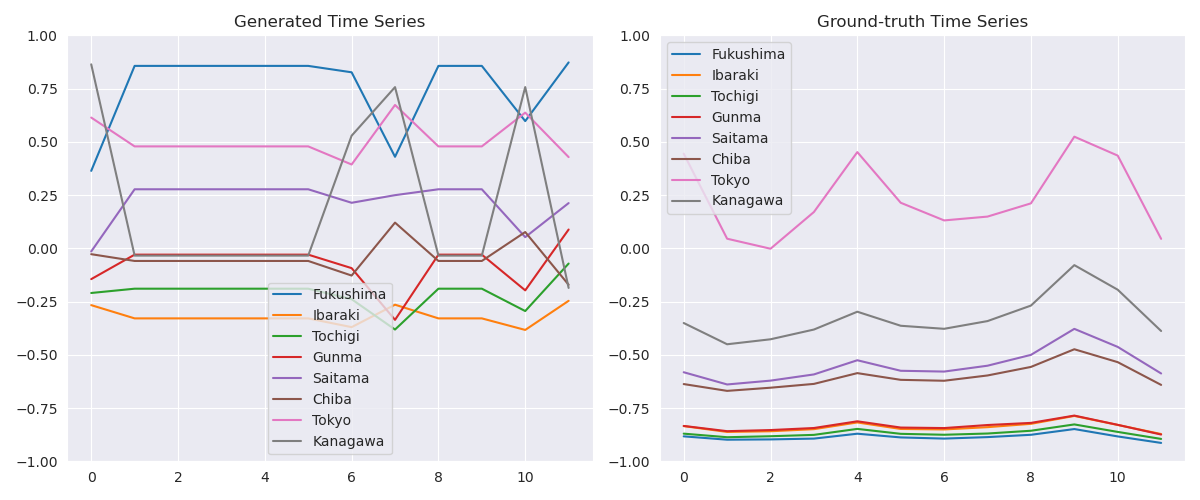 Generated Time Series
1.00
0.75
0.50
0.25
0.00
−0.25
−0.50
−0.75
−1.00
Fukushima
Ibaraki
Tochigi
Gunma
Saitama
Chiba
Tokyo
Kanagawa
0 2 4 6 8 10
Ground-truth Time Series
1.00
0.75
0.50
0.25
0.00
−0.25
−0.50
−0.75
−1.00
Fukushima
Ibaraki
Tochigi
Gunma
Saitama
Chiba
Tokyo
Kanagawa
0 2 4 6 8 10